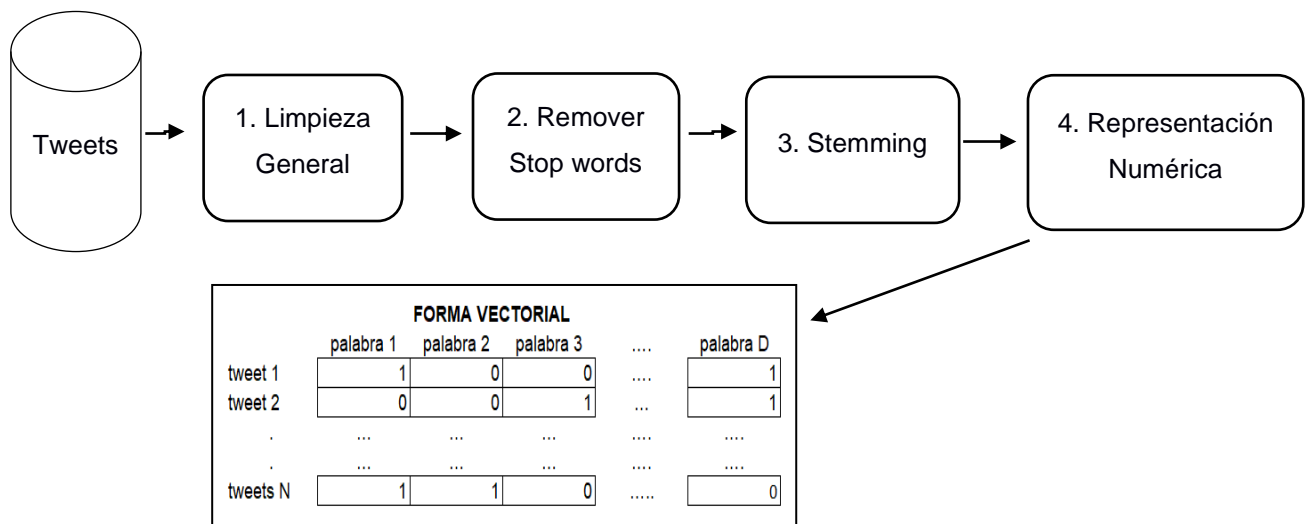 Tweets
1. Limpieza
General
2. Remover
Stop words
3. Stemming
4. Representación
Numérica
FORMA VECTORIAL
palabra 1 palabra 2 palabra 3 .... palabra D
tweet 1 1 0 0 .... 1
tweet 2 0 0 1 ... 1
. ... ... ... .... ....
. ... ... ... .... ....
tweets N 1 1 0 ..... 0